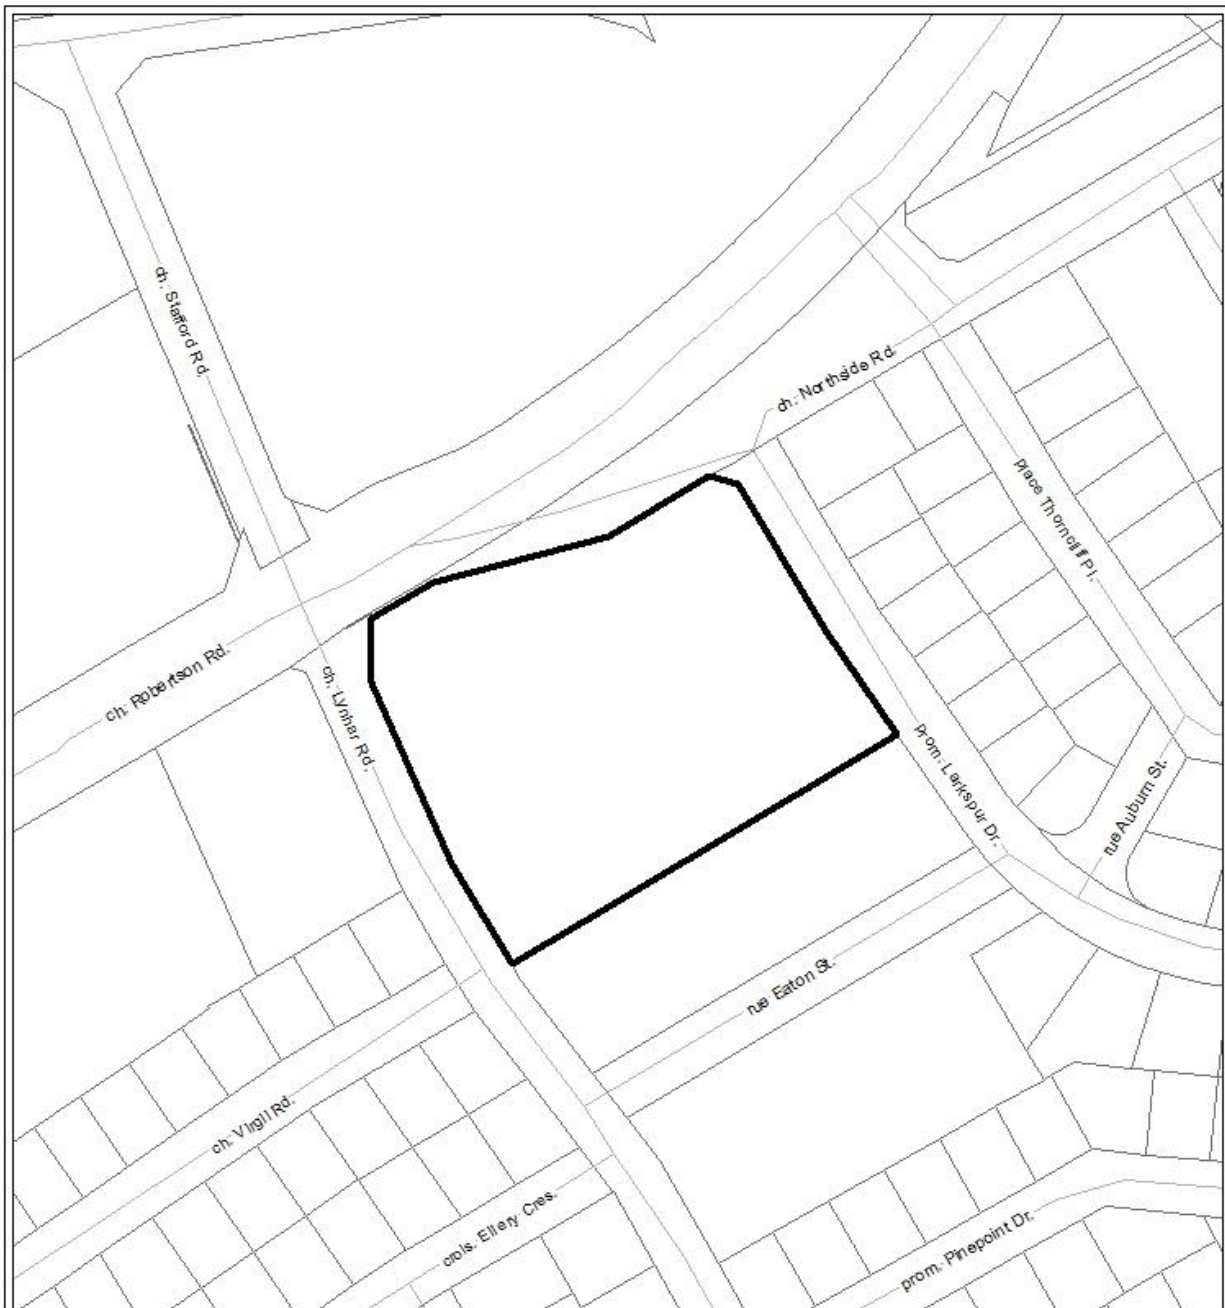 ch. Stafford Rd.
ch. Northside Rd.
place Thorncliff Pl.
ch. Robertson Rd.
ch. LYnhar Rd.
prom. Larkspur Dr.
rue Auburn St.
rue Eaton St.
ch. Virgil Rd.
crois. Ellery Cres.
prom. Pinepoint Dr.